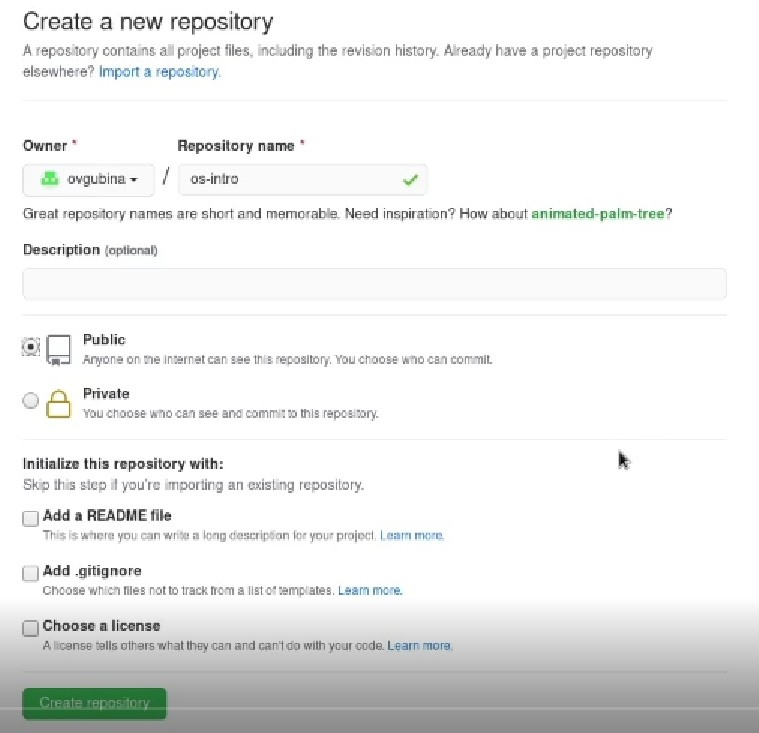 Create a new repository
A repository contains all project files, including the revision history. Already have a project repository
elsewhere? Import a repository.
Owner * Repository name *
ovgubina / os-intro
Great repository names are short and memorable. Need inspiration? How about animated-palm-tree?
Description (optional)
Public
Anyone on the internet can see this repository. You choose who can commit.
Private
You choose who can see and commit to this repository.
Initialize this repository with:
Skip this step if you're importing an existing repository.
Add a README file
This is where you can write a long description for your project. Learn more.
Add .gitignore
Choose which files not to track from a list of templates. Learn more.
Choose a license
A license tells others what they can and can't do with your code. Learn more.
Create repository